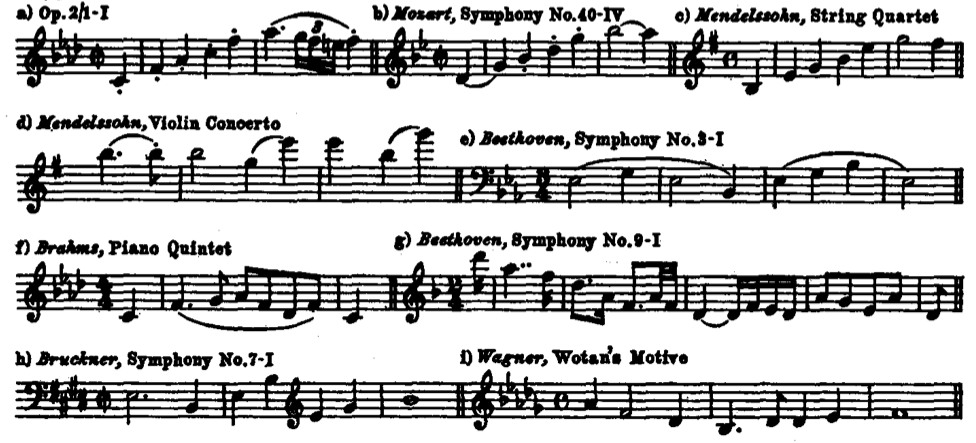 a) Op.2/1-I b) Mozart, Symphony No.40-IV c) Mendelssohn, String Quartet
3
d) Mendelssohn, Violin Concerto e) Beethoven, Symphony No.3-I
f) Brahms, Piano Quintet g) Beethoven, Symphony No.9-I
h) Bruckner, Symphony No.7-I i) Wagner, Wotan's Motive